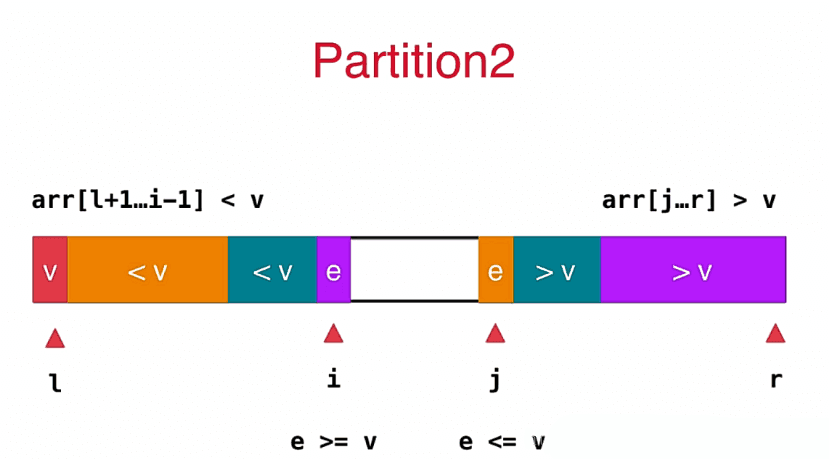 Partition2
arr[l+1…i-1] < v
arr[j…r] > v
v
< v
< v
e
e
> v
> v
l
i
j
r
e >= v
e <= v